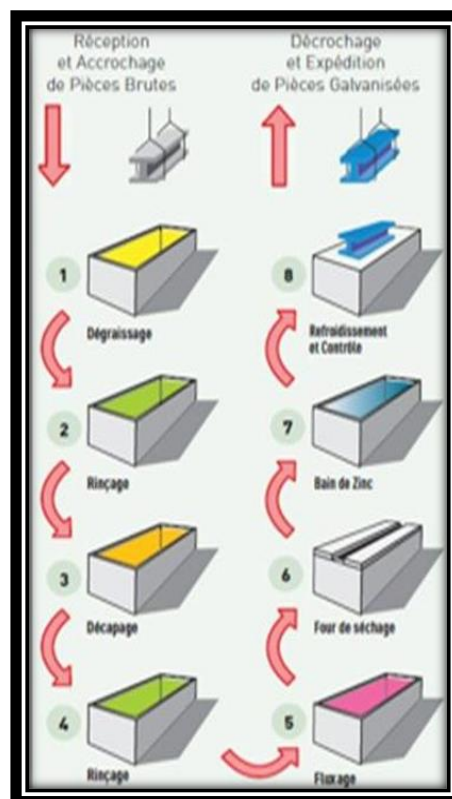 Réception
et Accrochage
de Pièces Brutes
1
Dégraissage
2
Rinçage
3
Décapage
4
Rinçage
Décrochage
et Expédition
de Pièces Galvanisées
8
Refroidissement
et Contrôle
7
Bain de Zinc
6
Four de séchage
5
Fluxage